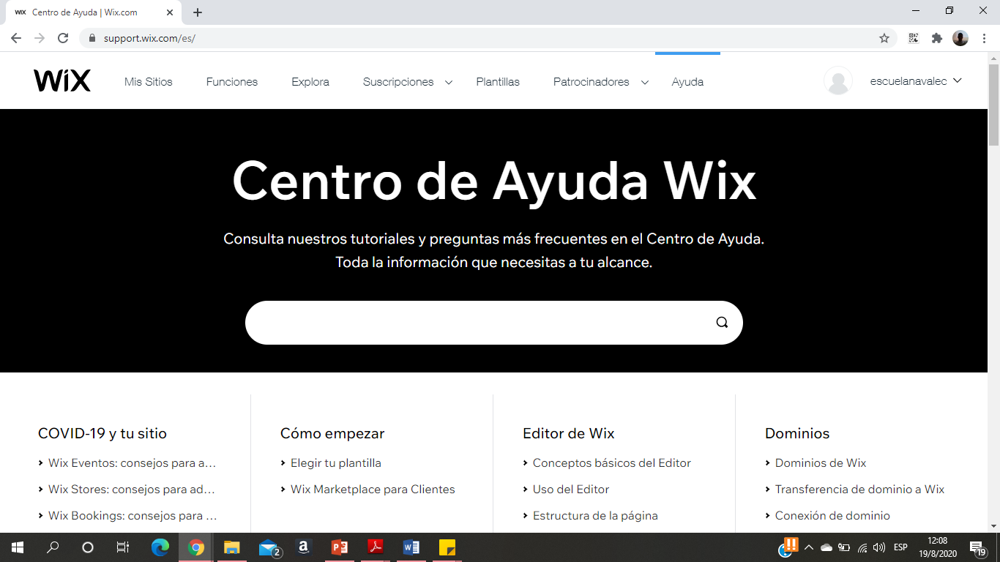 WiX Centro de Ayuda | Wix.com
support.wix.com/es/
WiX Mis Sitios Funciones Explora Suscripciones Plantillas Patrocinadores Ayuda escuelanavalec
Centro de Ayuda Wix
Consulta nuestros tutoriales y preguntas más frecuentes en el Centro de Ayuda.
Toda la información que necesitas a tu alcance.
COVID-19 y tu sitio
Wix Eventos: consejos para a...
Wix Stores: consejos para ad...
Wix Bookings: consejos para ...
Cómo empezar
Elegir tu plantilla
Wix Marketplace para Clientes
Editor de Wix
Conceptos básicos del Editor
Uso del Editor
Estructura de la página
Dominios
Dominios de Wix
Transferencia de dominio a Wix
Conexión de dominio
2
ESP
12:08
19/8/2020
19